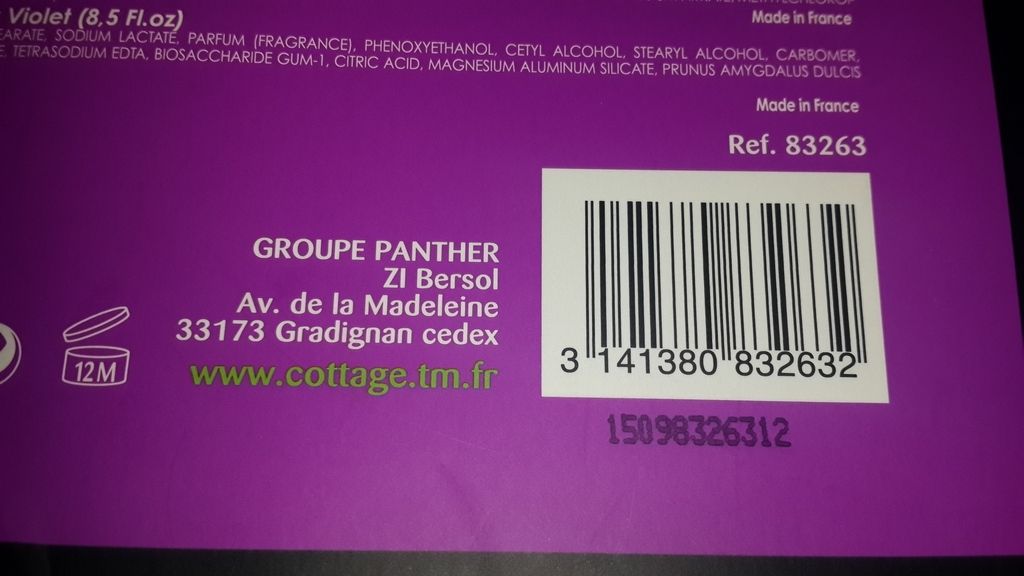 Violet (8,5 Fl.oz)
Made in France
EARATE, SODIUM LACTATE, PARFUM (FRAGRANCE), PHENOXYETHANOL, CETYL ALCOHOL, STEARYL ALCOHOL, CARBOMER,
E, TETRASODIUM EDTA, BIOSACCHARIDE GUM-1, CITRIC ACID, MAGNESIUM ALUMINUM SILICATE, PRUNUS AMYGDALUS DULCIS
Made in France
Ref. 83263
GROUPE PANTHER
ZI Bersol
Av. de la Madeleine
33173 Gradignan cedex
www.cottage.tm.fr
12M
3 141380 832632
15098326312